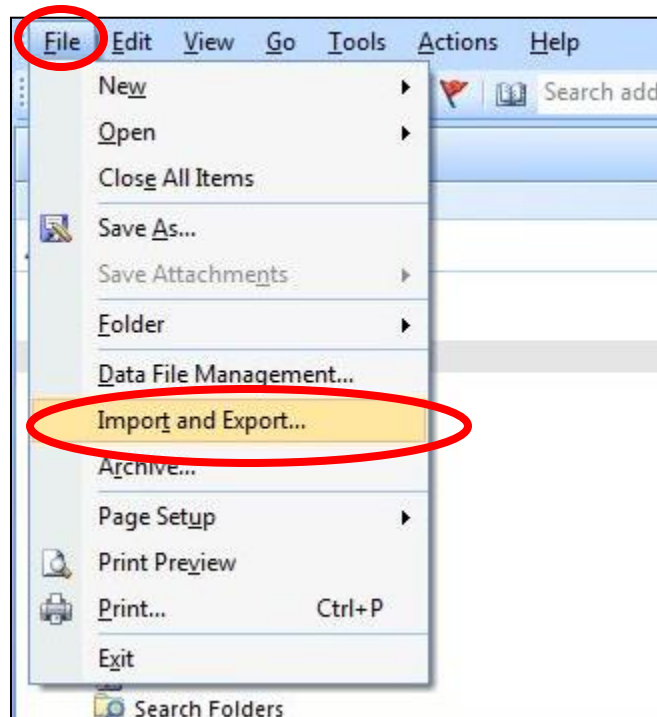 File Edit View Go Tools Actions Help
Search add
New
Open
Close All Items
Save As...
Save Attachments
Folder
Data File Management...
Import and Export...
Archive...
Page Setup
Print Preview
Print... Ctrl+P
Exit
Search Folders